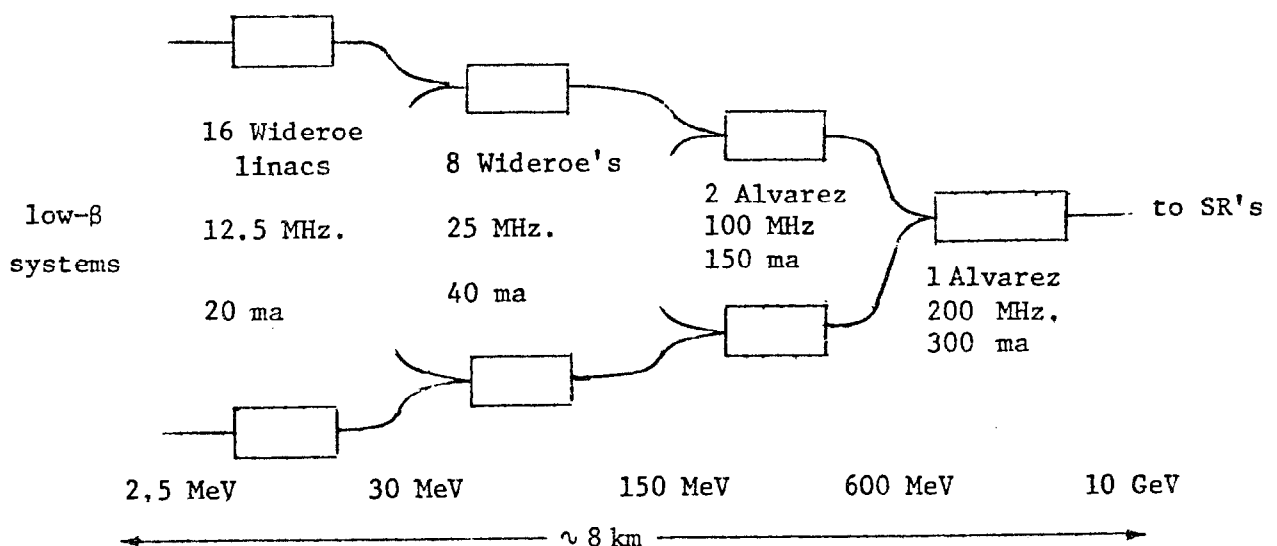 low-β
systems
16 Wideroe
linacs
12.5 MHz.
20 ma
8 Wideroe's
25 MHz.
40 ma
2 Alvarez
100 MHz
150 ma
1 Alvarez
200 MHz.
300 ma
to SR's
2,5 MeV 30 MeV 150 MeV 600 MeV 10 GeV
~ 8 km